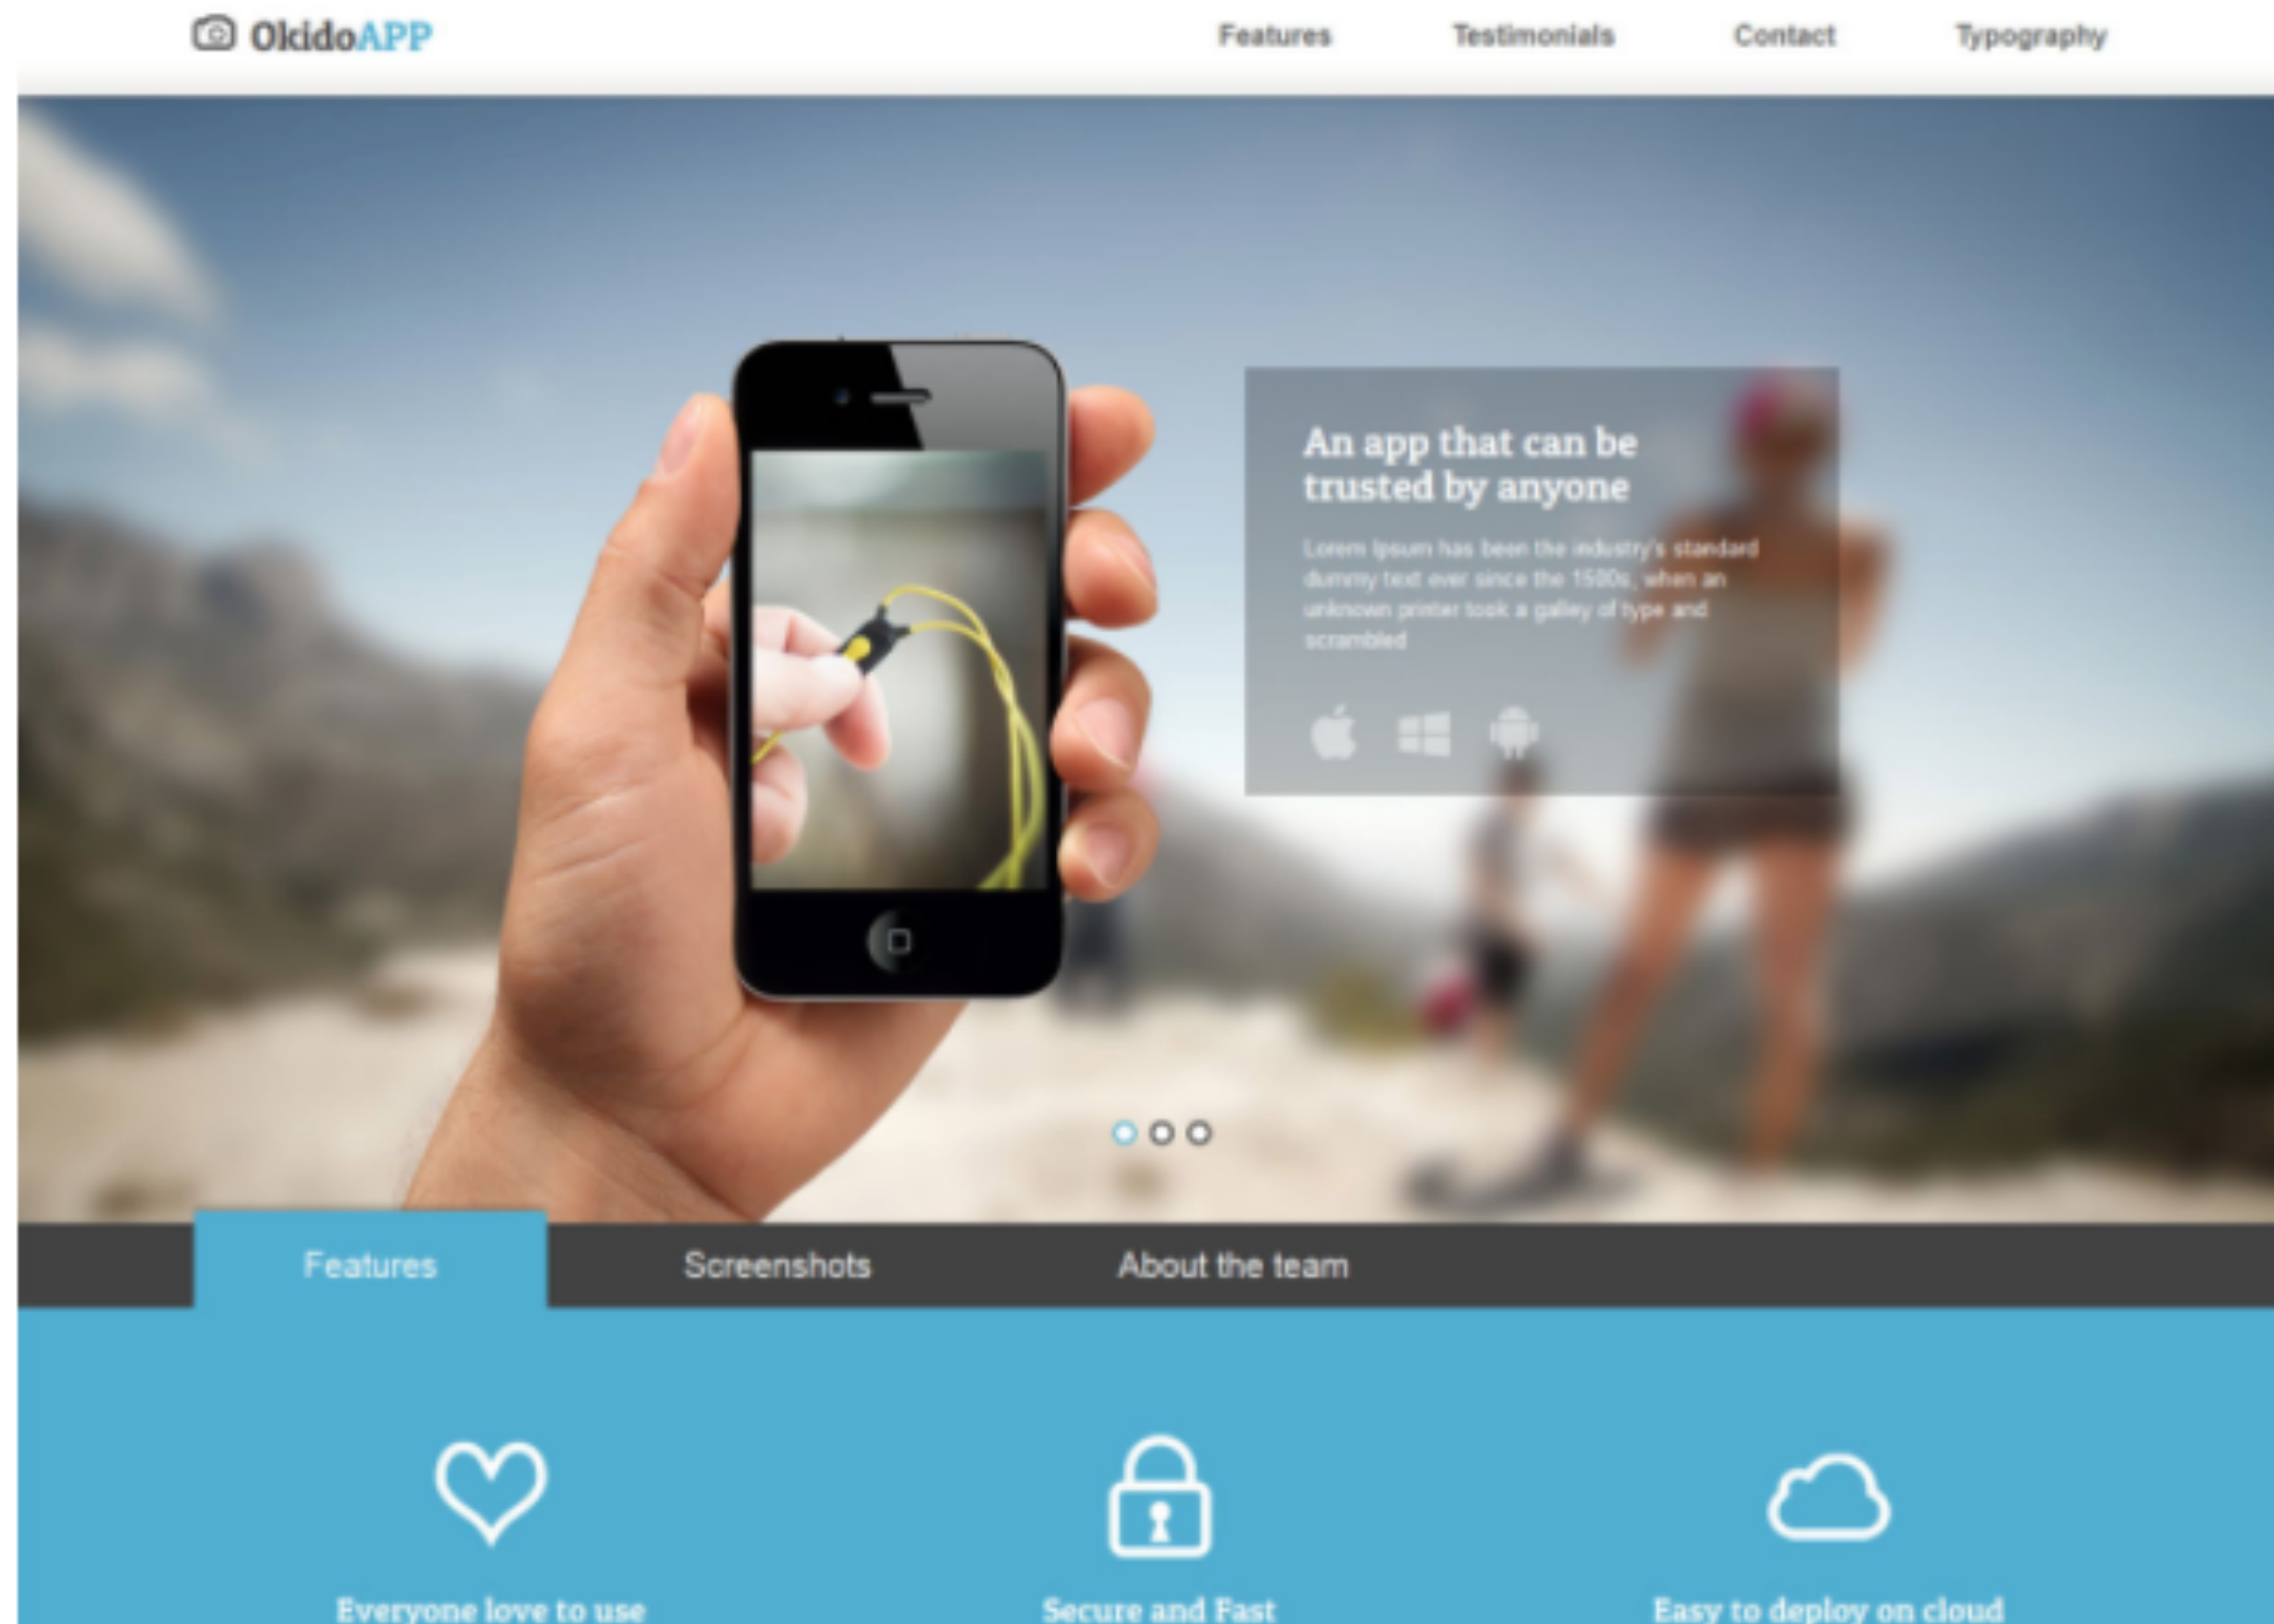 OkidoAPP
Features Testimonials Contact Typography
An app that can be
trusted by anyone
Lorem Ipsum has been the industry's standard
dummy text ever since the 1500s, when an
unknown printer took a galley of type and
scrambled
Features Screenshots About the team
Everyone love to use Secure and Fast Easy to deploy on cloud